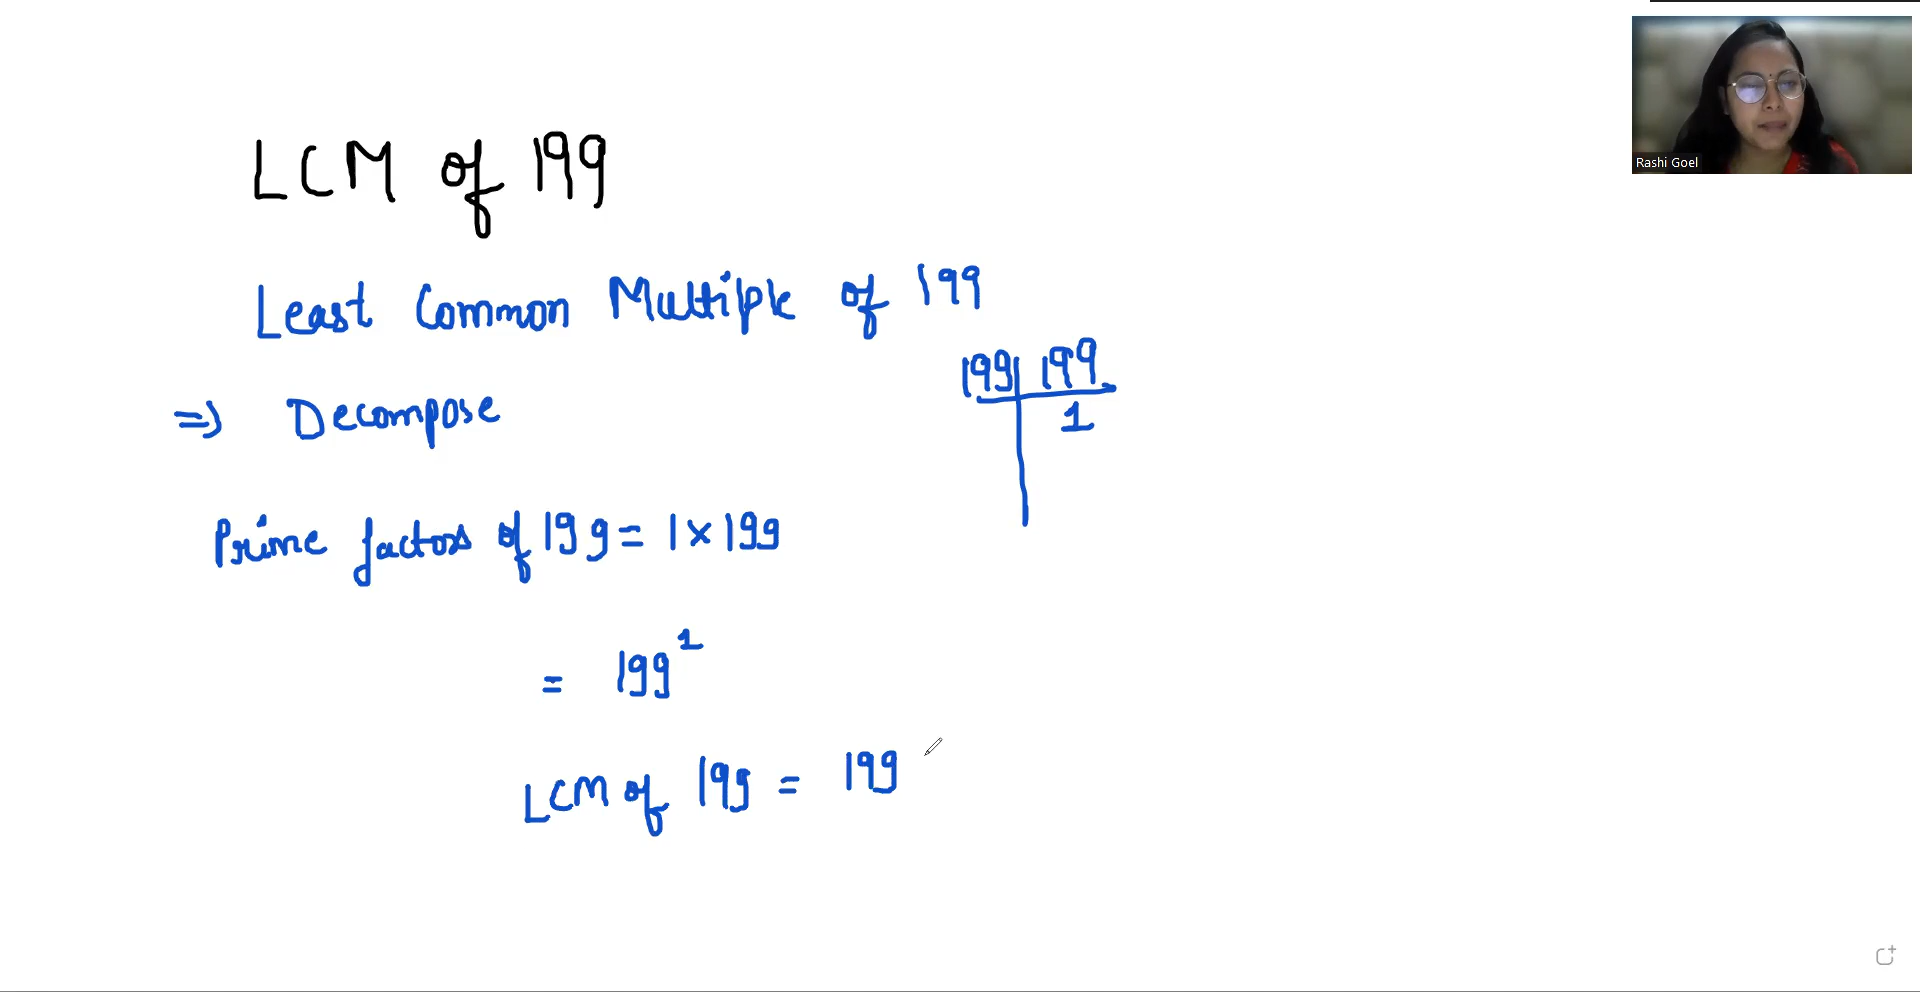 LCM of 199
Least Common Multiple of 199
199 199
1
⇒ Decompose
Prime factors of 199 = 1 × 199
= 199¹
LCM of 199 = 199
Rashi Goel